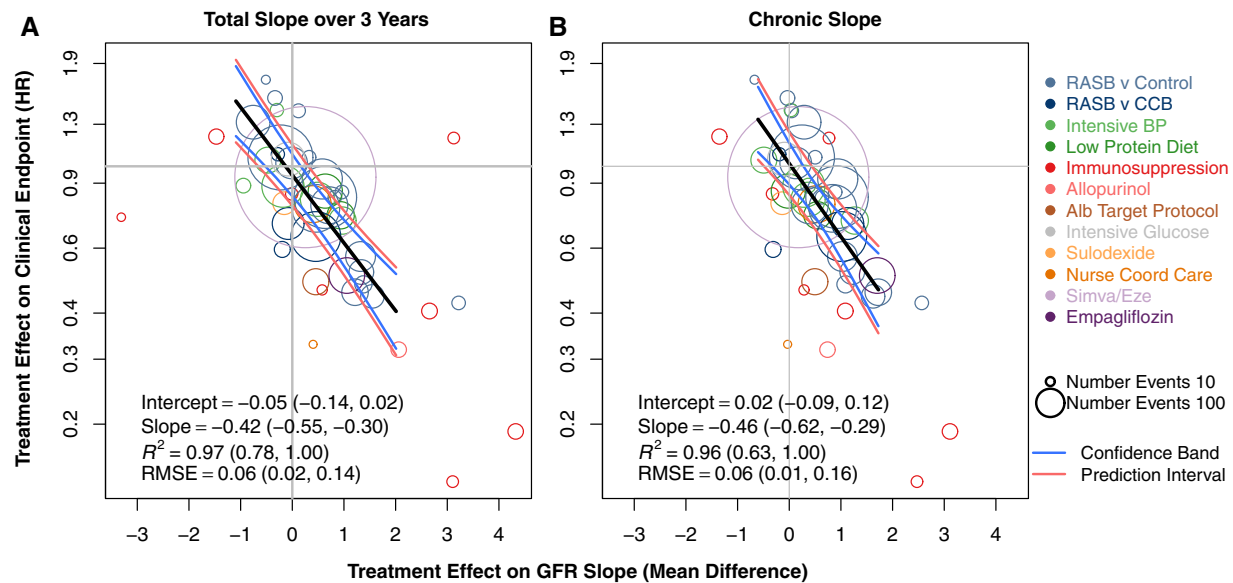 A Total Slope over 3 Years
B Chronic Slope
Treatment Effect on Clinical Endpoint (HR)
1.9
1.3
0.9
0.6
0.4
0.3
0.2
Intercept = −0.05 (−0.14, 0.02)
Slope = −0.42 (−0.55, −0.30)
R² = 0.97 (0.78, 1.00)
RMSE = 0.06 (0.02, 0.14)
−3 −2 −1 0 1 2 3 4
1.9
1.3
0.9
0.6
0.4
0.3
0.2
Intercept = 0.02 (−0.09, 0.12)
Slope = −0.46 (−0.62, −0.29)
R² = 0.96 (0.63, 1.00)
RMSE = 0.06 (0.01, 0.16)
−3 −2 −1 0 1 2 3 4
Treatment Effect on GFR Slope (Mean Difference)
RASB v Control
RASB v CCB
Intensive BP
Low Protein Diet
Immunosuppression
Allopurinol
Alb Target Protocol
Intensive Glucose
Sulodexide
Nurse Coord Care
Simva/Eze
Empagliflozin
Number Events 10
Number Events 100
Confidence Band
Prediction Interval